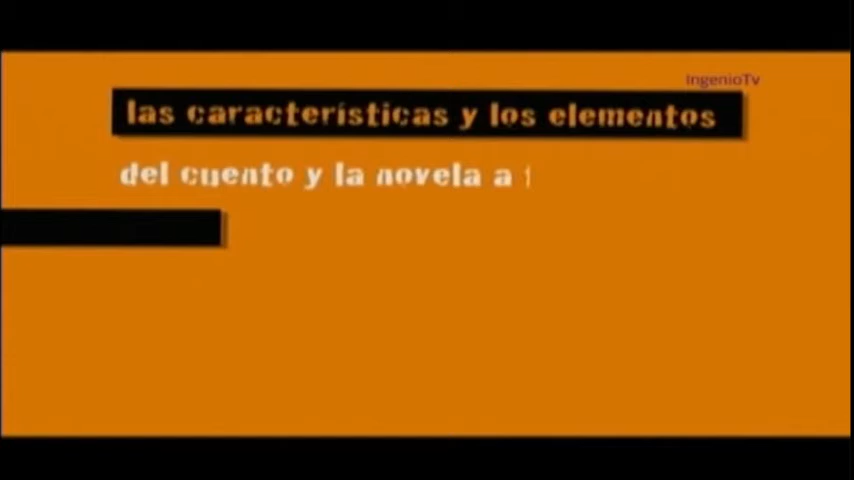 IngenioTv
las características y los elementos
del cuento y la novela a